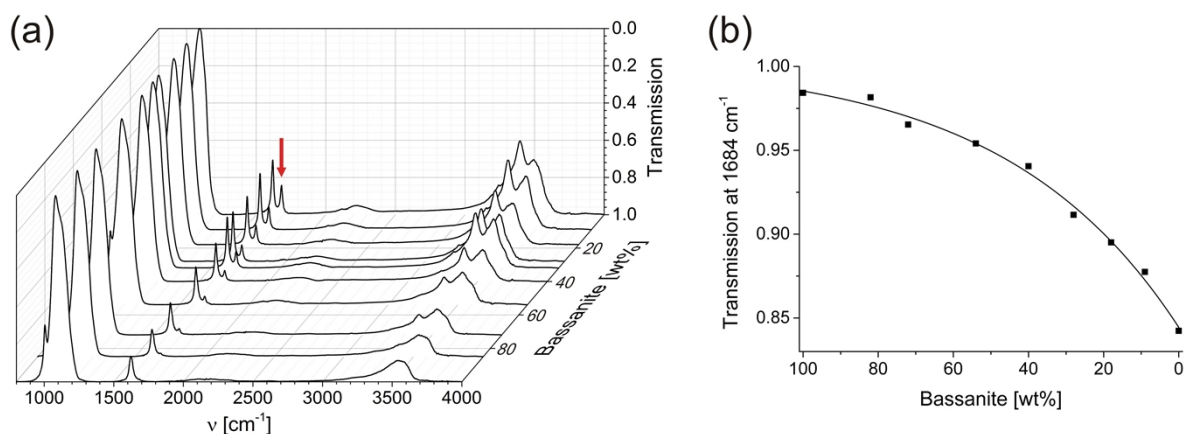 (a)
0.0
0.2
0.4
0.6
0.8
1.0
Transmission
20
40
60
80
Bassanite [wt%]
1000 1500 2000 2500 3000 3500 4000
ν [cm⁻¹]
(b)
1.00
0.95
0.90
0.85
Transmission at 1684 cm⁻¹
100 80 60 40 20 0
Bassanite [wt%]